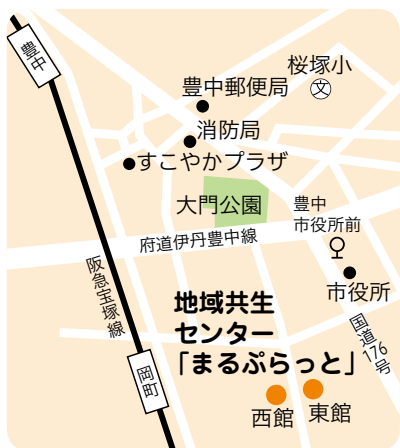 豊中
桜塚小
文
豊中郵便局
消防局
すこやかプラザ
大門公園
豊中
市役所前
府道伊丹豊中線
阪急宝塚線
市役所
国道176号
地域共生
センター
「まるぷらっと」
岡町
西館
東館